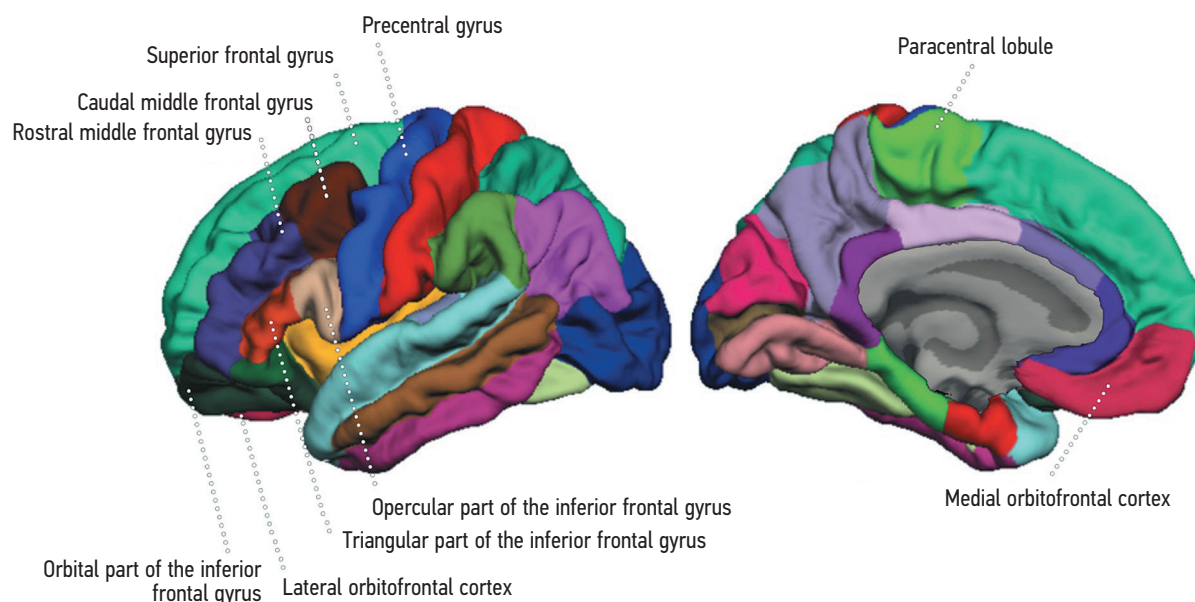 Precentral gyrus
Superior frontal gyrus
Caudal middle frontal gyrus
Rostral middle frontal gyrus
Paracentral lobule
Opercular part of the inferior frontal gyrus
Triangular part of the inferior frontal gyrus
Orbital part of the inferior
frontal gyrus
Lateral orbitofrontal cortex
Medial orbitofrontal cortex